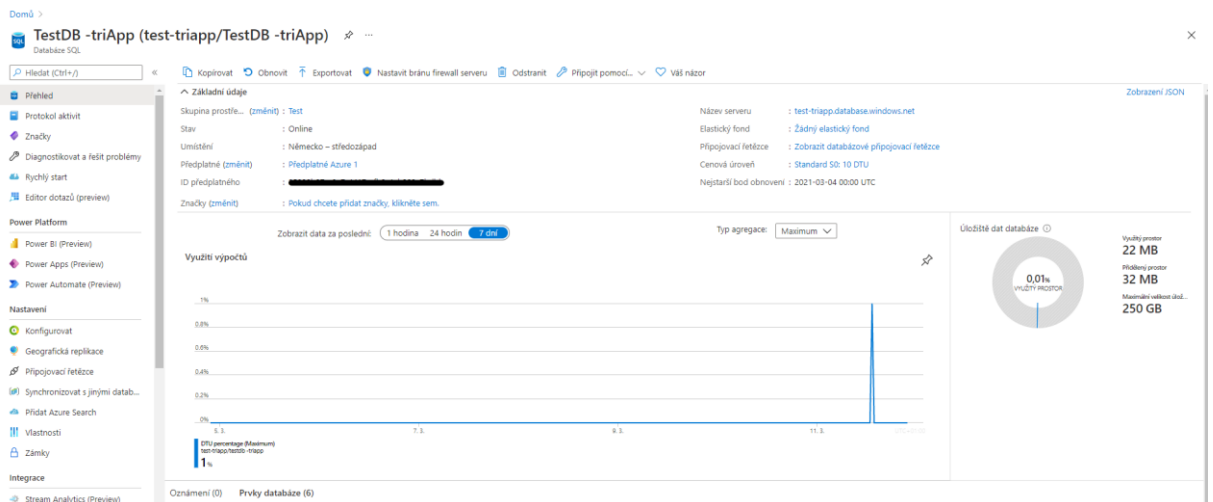 Domů >
TestDB -triApp (test-triapp/TestDB -triApp)
SQL
Databáze SQL
Hledat (Ctrl+/)
Přehled
Protokol aktivit
Značky
Diagnostikovat a řešit problémy
Rychlý start
Editor dotazů (preview)
Power Platform
Power BI (Preview)
Power Apps (Preview)
Power Automate (Preview)
Nastavení
Konfigurovat
Geografická replikace
Připojovací řetězce
Synchronizovat s jinými datab...
Přidat Azure Search
Vlastnosti
Zámky
Integrace
Stream Analytics (Preview)
Kopírovat Obnovit Exportovat Nastavit bránu firewall serveru Odstranit Připojit pomocí... Váš názor
Základní údaje
Zobrazení JSON
Skupina prostře... (změnit) : Test
Stav : Online
Umístění : Německo – středozápad
Předplatné (změnit) : Předplatné Azure 1
ID předplatného :
Značky (změnit) : Pokud chcete přidat značky, klikněte sem.
Název serveru : test-triapp.database.windows.net
Elastický fond : Žádný elastický fond
Připojovací řetězce : Zobrazit databázové připojovací řetězce
Cenová úroveň : Standard S0: 10 DTU
Nejstarší bod obnovení : 2021-03-04 00:00 UTC
Zobrazit data za poslední: 1 hodina 24 hodin 7 dní
Typ agregace: Maximum
Využití výpočtů
1%
0.8%
0.6%
0.4%
0.2%
0%
5. 3. 7. 3. 9. 3. 11. 3.
DTU percentage (Maximum)
test-triapp/testdb -triapp
1%
Úložiště dat databáze
0,01%
VYUŽITÝ PROSTOR
Využitý prostor
22 MB
Přidělený prostor
32 MB
Maximální velikost úlož...
250 GB
Oznámení (0) Prvky databáze (6)